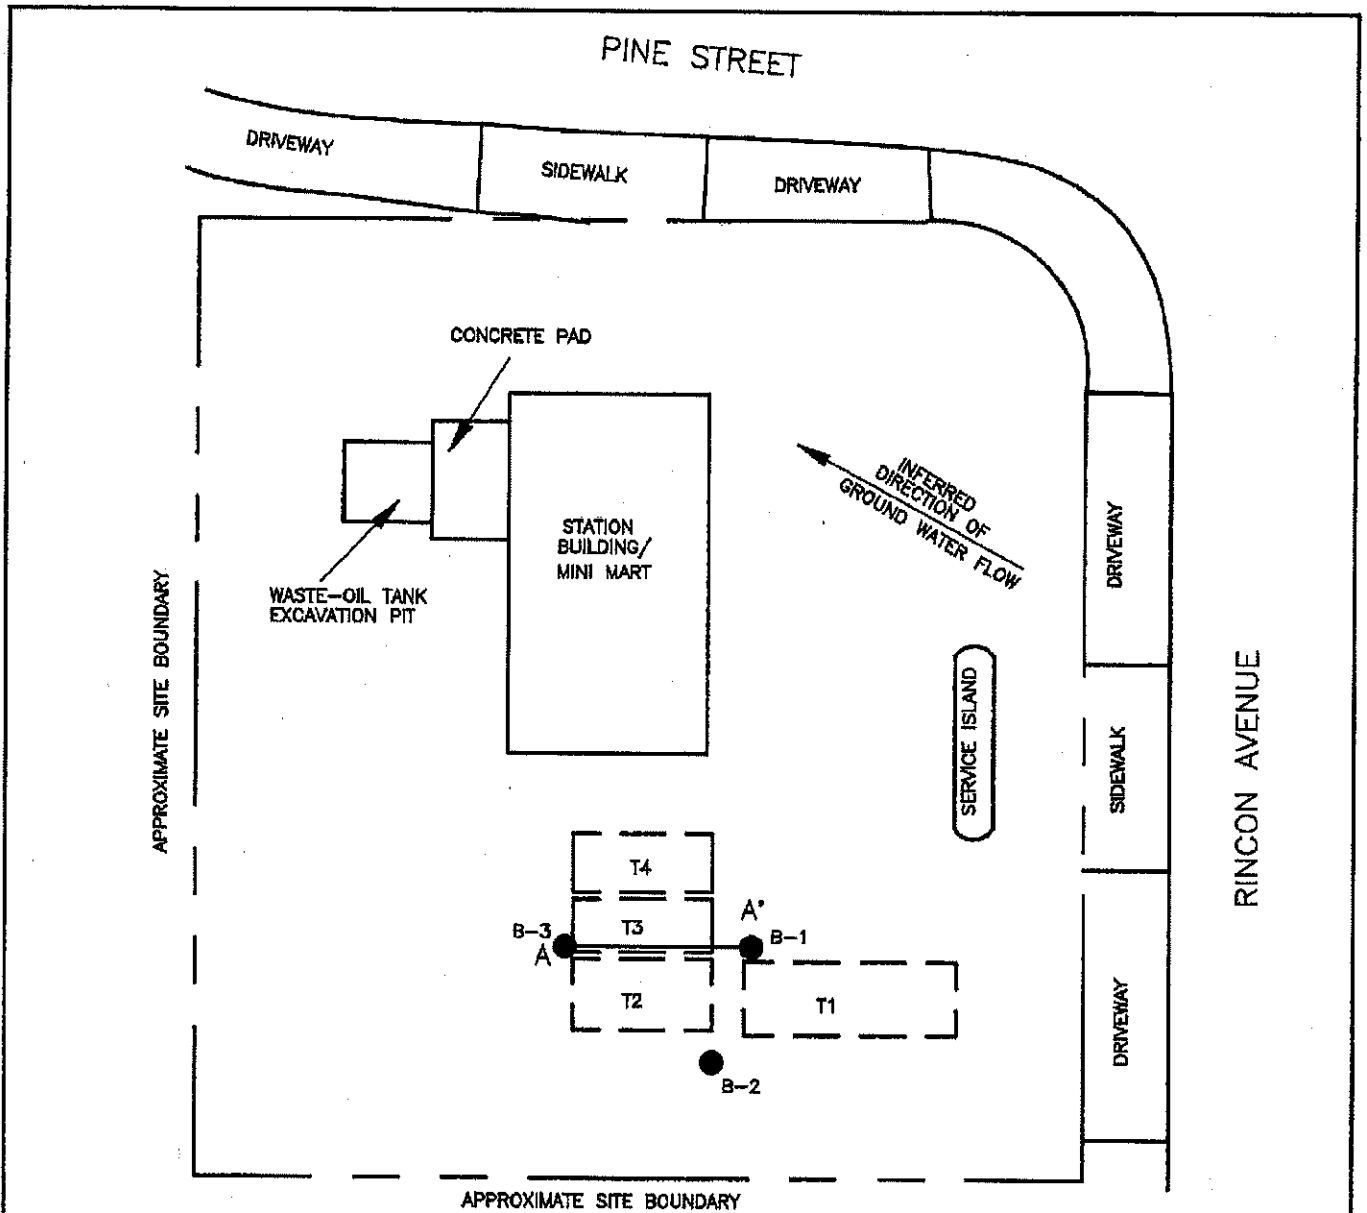 PINE STREET
DRIVEWAY
SIDEWALK
DRIVEWAY
CONCRETE PAD
INFERRED
DIRECTION OF
GROUND WATER FLOW
STATION
BUILDING/
MINI MART
WASTE-OIL TANK
EXCAVATION PIT
DRIVEWAY
APPROXIMATE SITE BOUNDARY
SERVICE ISLAND
SIDEWALK
RINCON AVENUE
T4
T3
A'
B-3
A
B-1
T2
T1
DRIVEWAY
B-2
APPROXIMATE SITE BOUNDARY